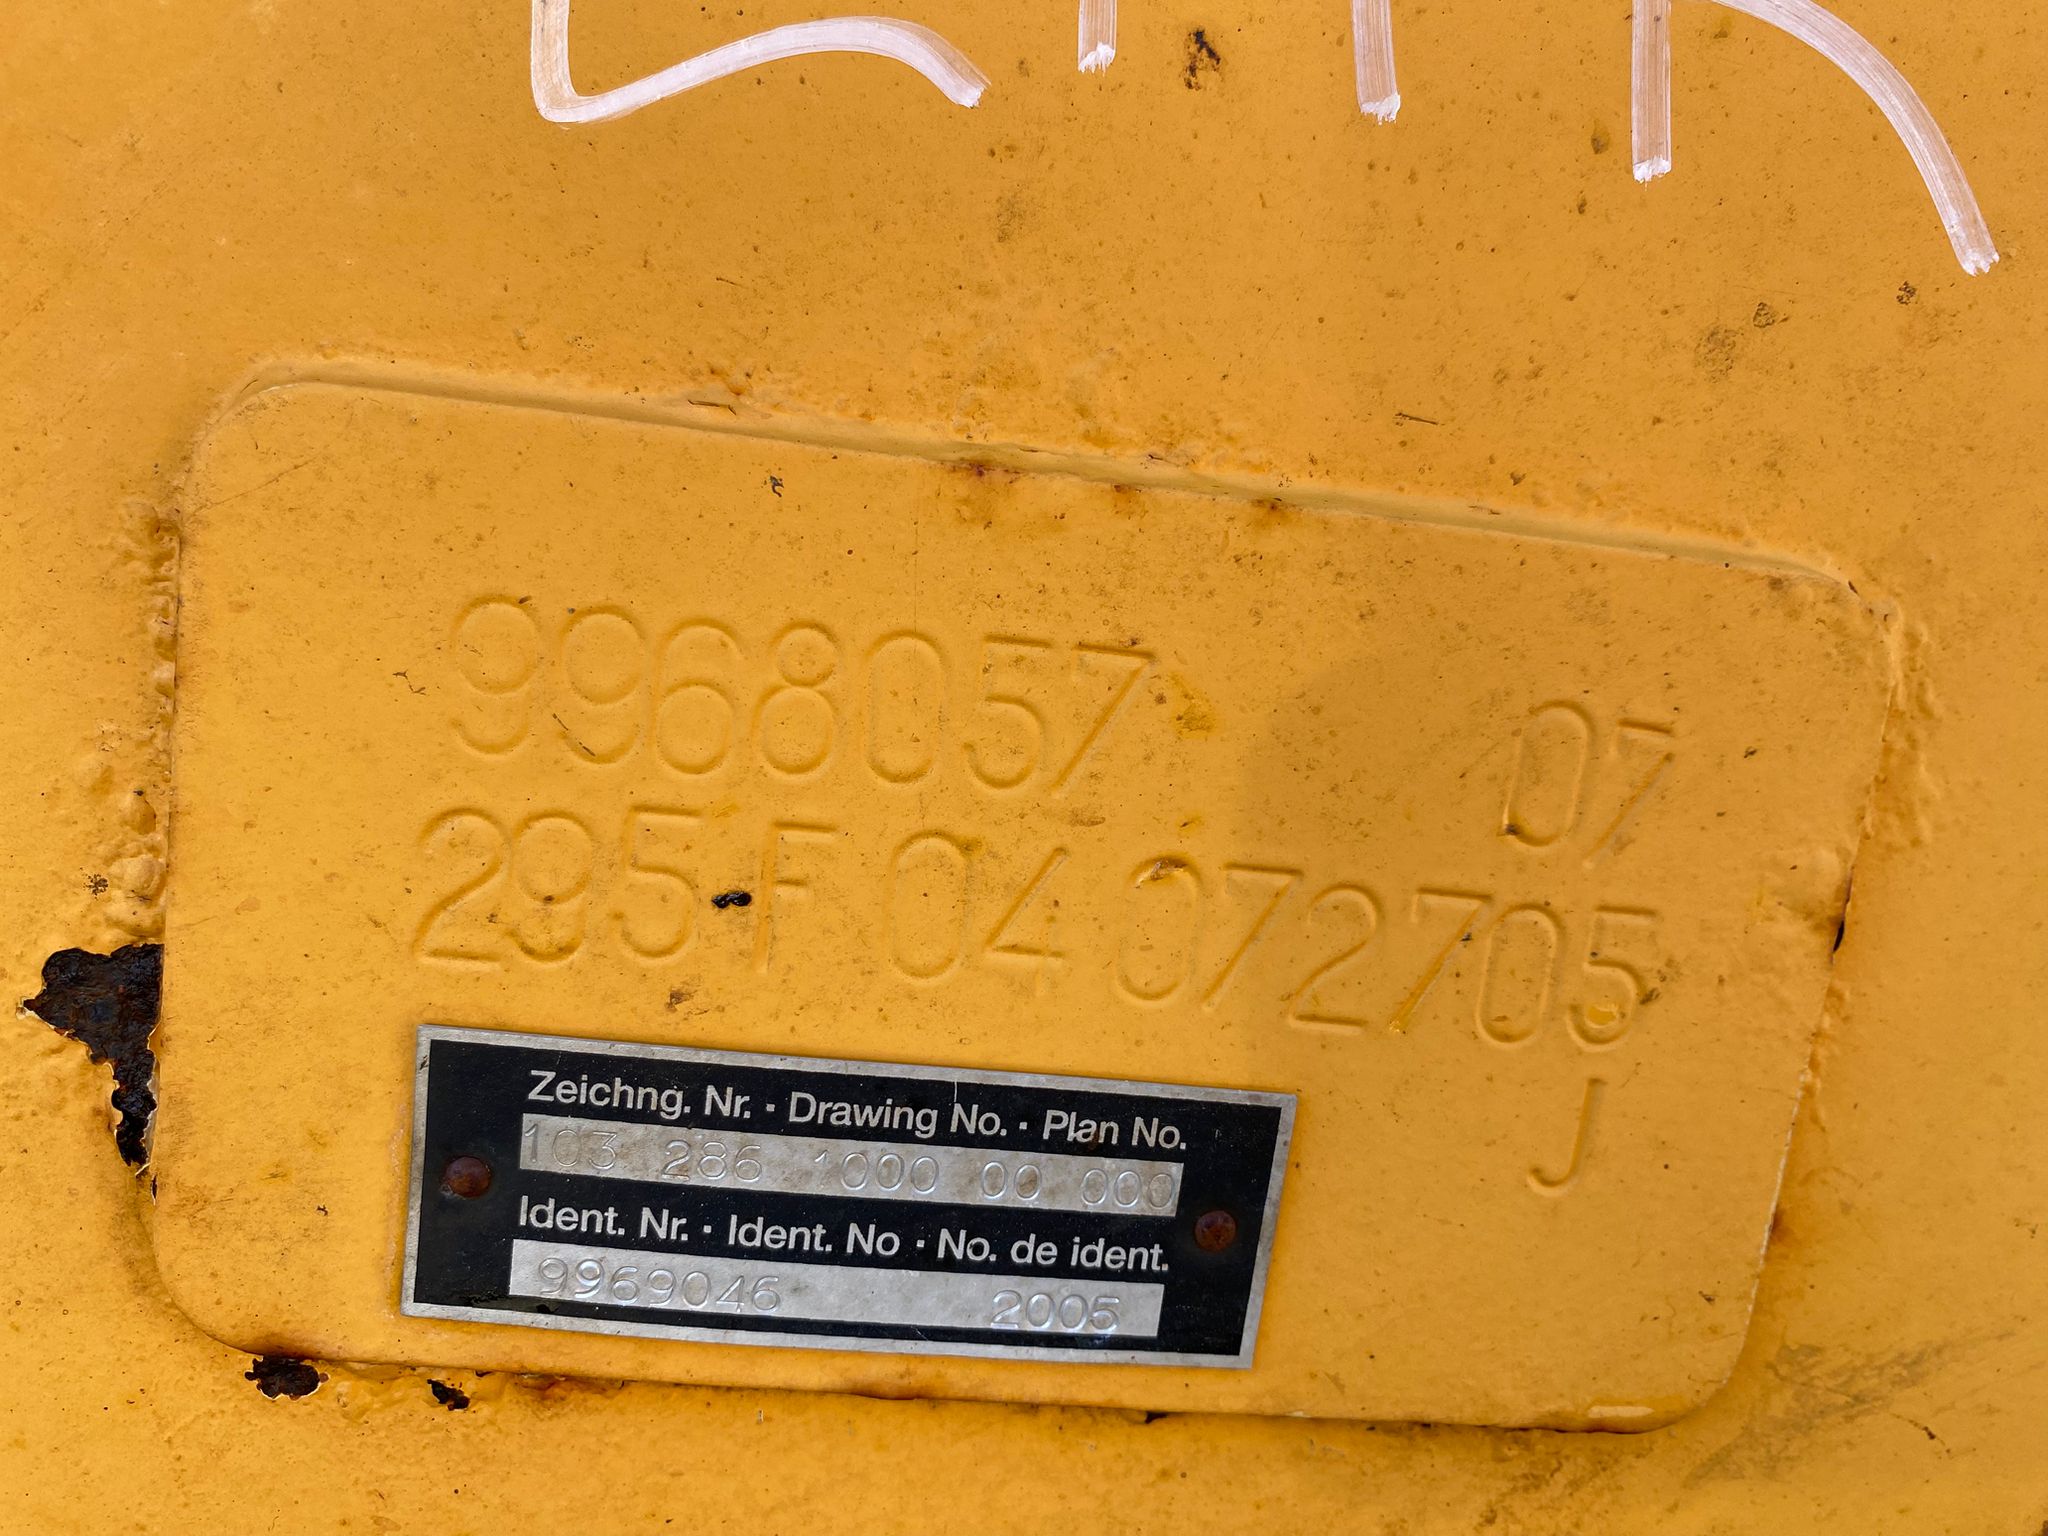 9968057 07
295 F 04 072705
J
Zeichng. Nr. · Drawing No. · Plan No.
103 286 1000 00 000
Ident. Nr. · Ident. No · No. de ident.
9969046 2005